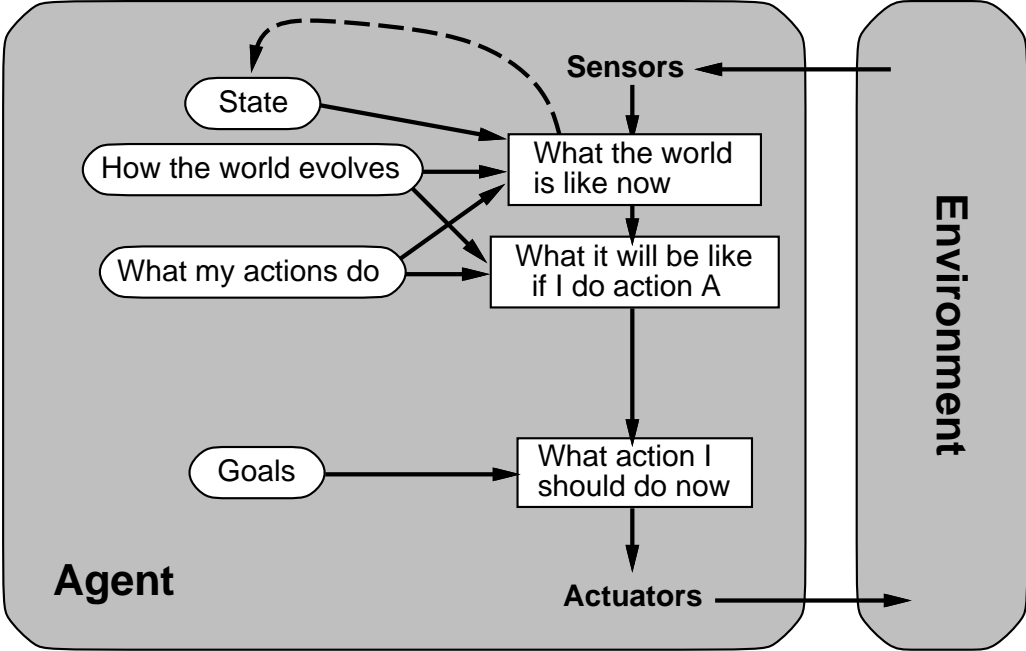 Sensors
State
What the world
is like now
How the world evolves
What it will be like
if I do action A
What my actions do
Environment
What action I
should do now
Goals
Agent
Actuators